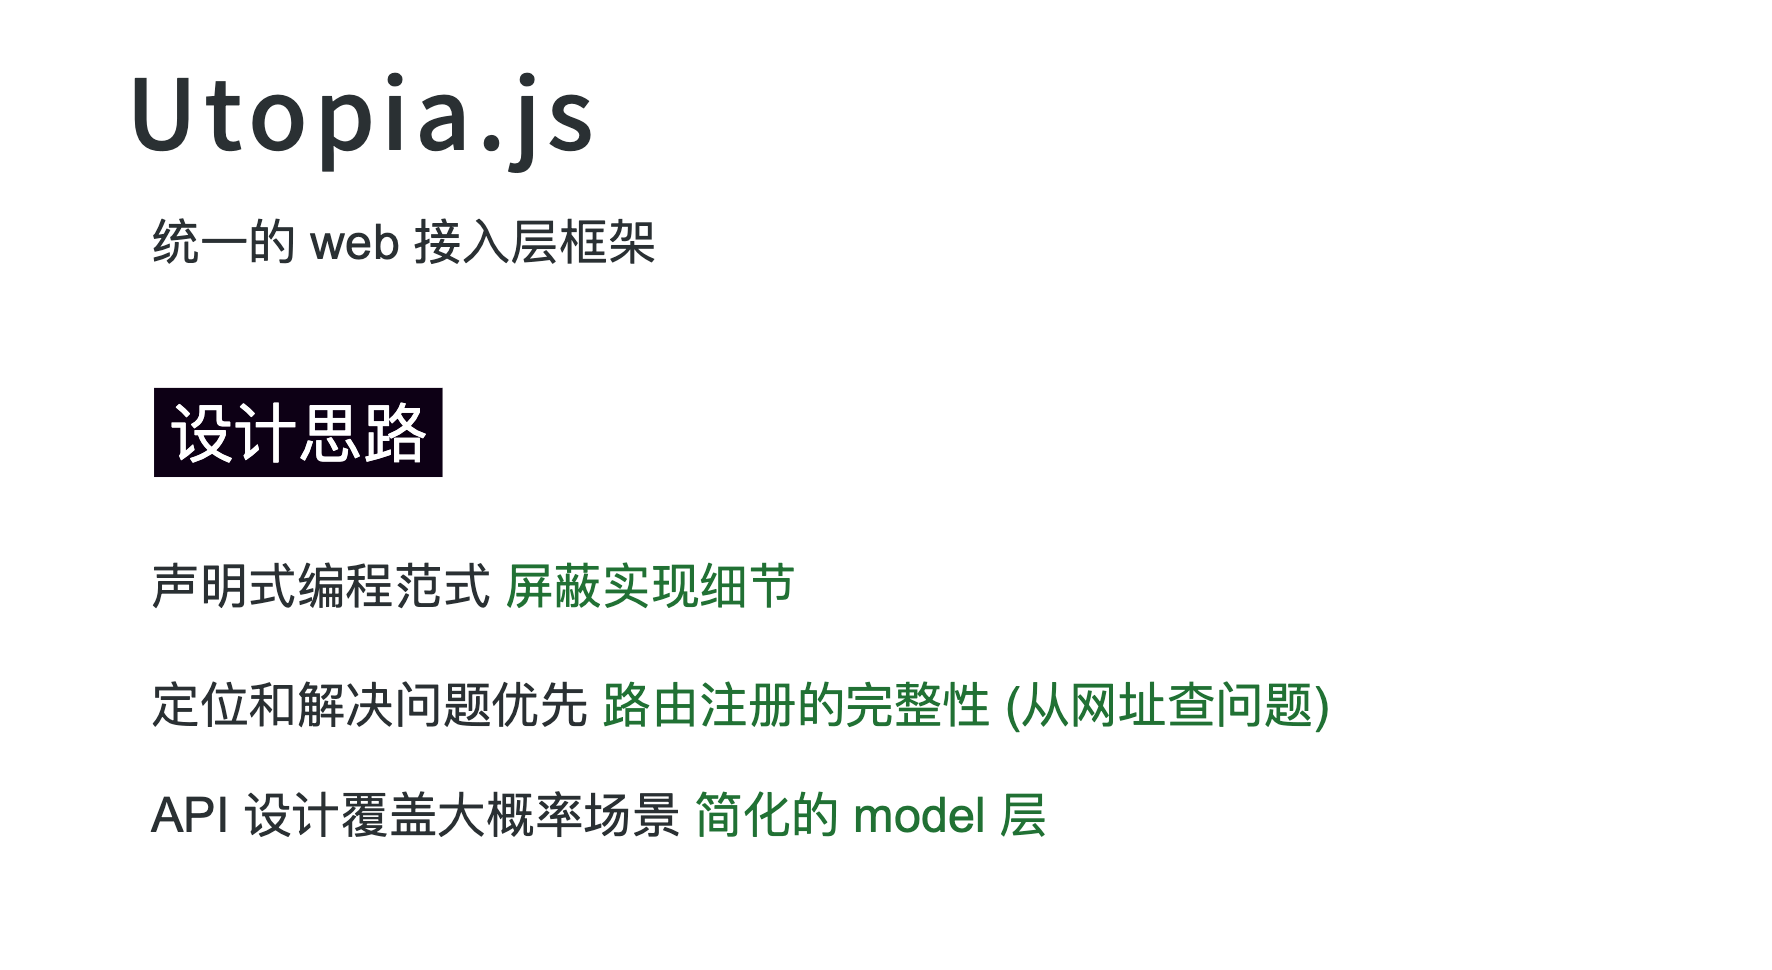 Utopia.js
统一的 web 接入层框架
设计思路
声明式编程范式 屏蔽实现细节
定位和解决问题优先 路由注册的完整性 (从网址查问题)
API 设计覆盖大概率场景 简化的 model 层